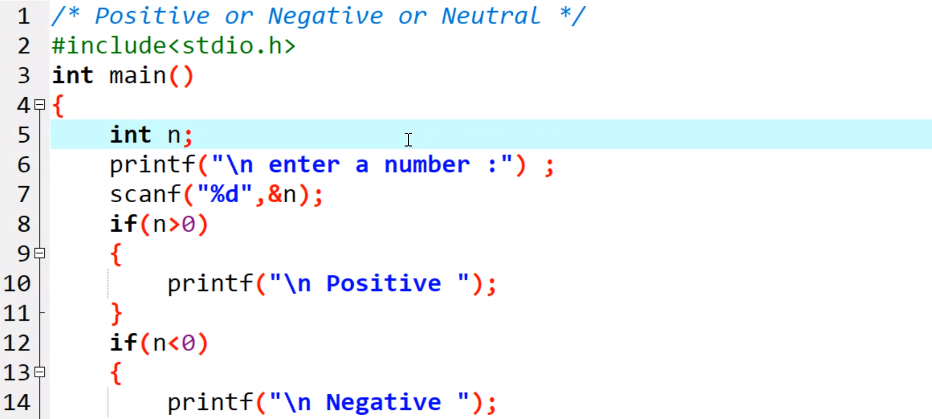 1 /* Positive or Negative or Neutral */
2 #include<stdio.h>
3 int main()
4 {
5 int n;
6 printf("\n enter a number :") ;
7 scanf("%d",&n);
8 if(n>0)
9 {
10 printf("\n Positive ");
11 }
12 if(n<0)
13 {
14 printf("\n Negative ");